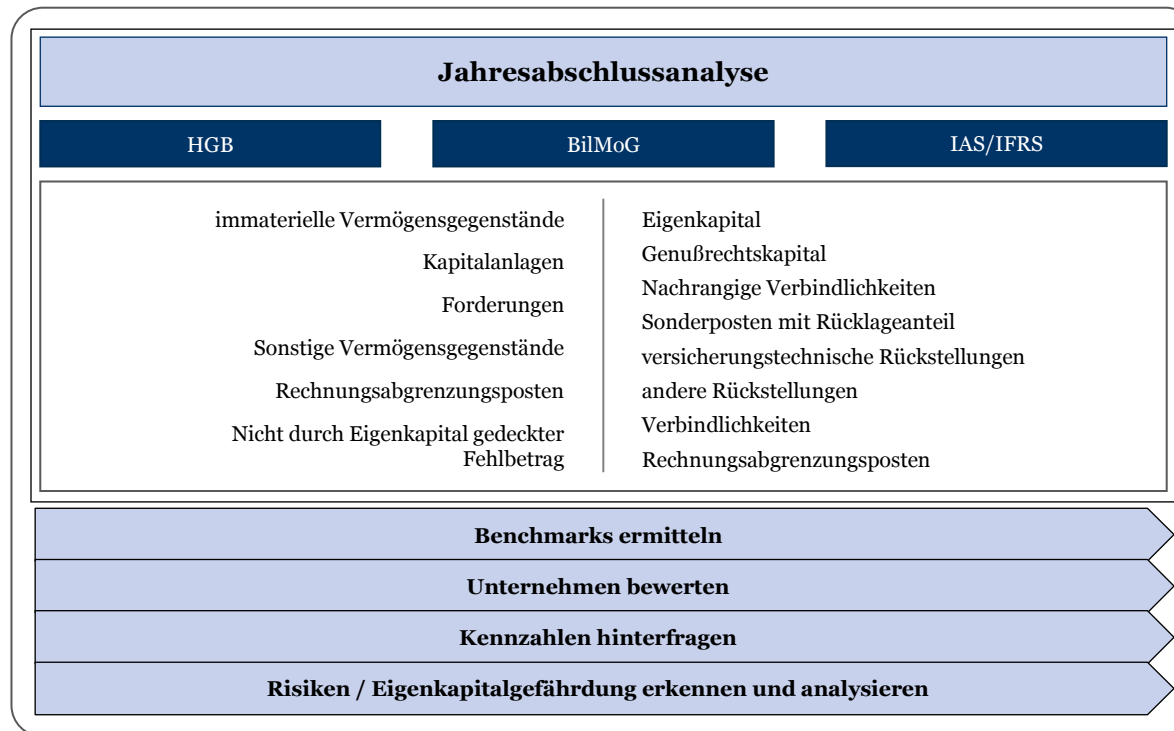 Jahresabschlussanalyse
HGB
BilMoG
IAS/IFRS
immaterielle Vermögensgegenstände
Kapitalanlagen
Forderungen
Sonstige Vermögensgegenstände
Rechnungsabgrenzungsposten
Nicht durch Eigenkapital gedeckter
Fehlbetrag
Eigenkapital
Genußrechtskapital
Nachrangige Verbindlichkeiten
Sonderposten mit Rücklageanteil
versicherungstechnische Rückstellungen
andere Rückstellungen
Verbindlichkeiten
Rechnungsabgrenzungsposten
Benchmarks ermitteln
Unternehmen bewerten
Kennzahlen hinterfragen
Risiken / Eigenkapitalgefährdung erkennen und analysieren